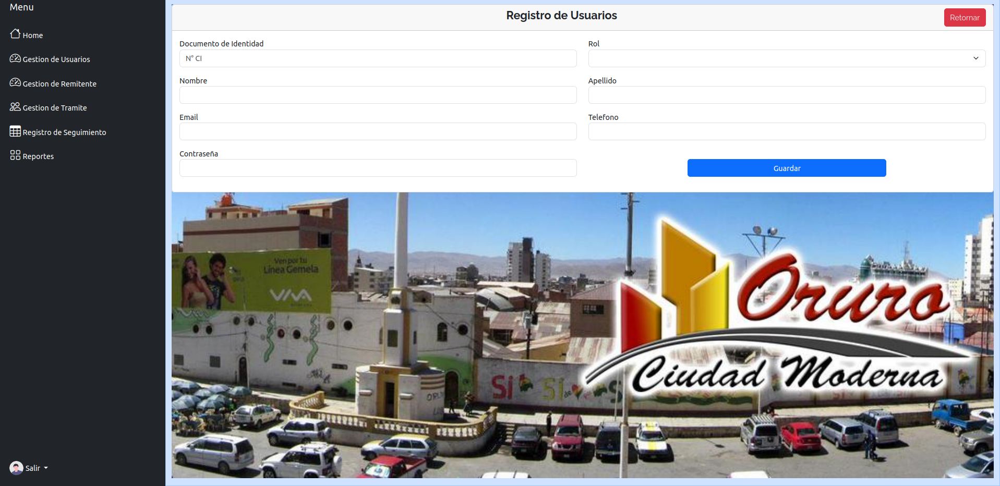 Menu
Home
Gestion de Usuarios
Gestion de Remitente
Gestion de Tramite
Registro de Seguimiento
Reportes
Salir
Registro de Usuarios
Retornar
Documento de Identidad
N° CI
Rol
Nombre
Apellido
Email
Telefono
Contraseña
Guardar
Ven por tu
Línea Gemela
VIVA
Oruro
Ciudad Moderna
Si
Sí